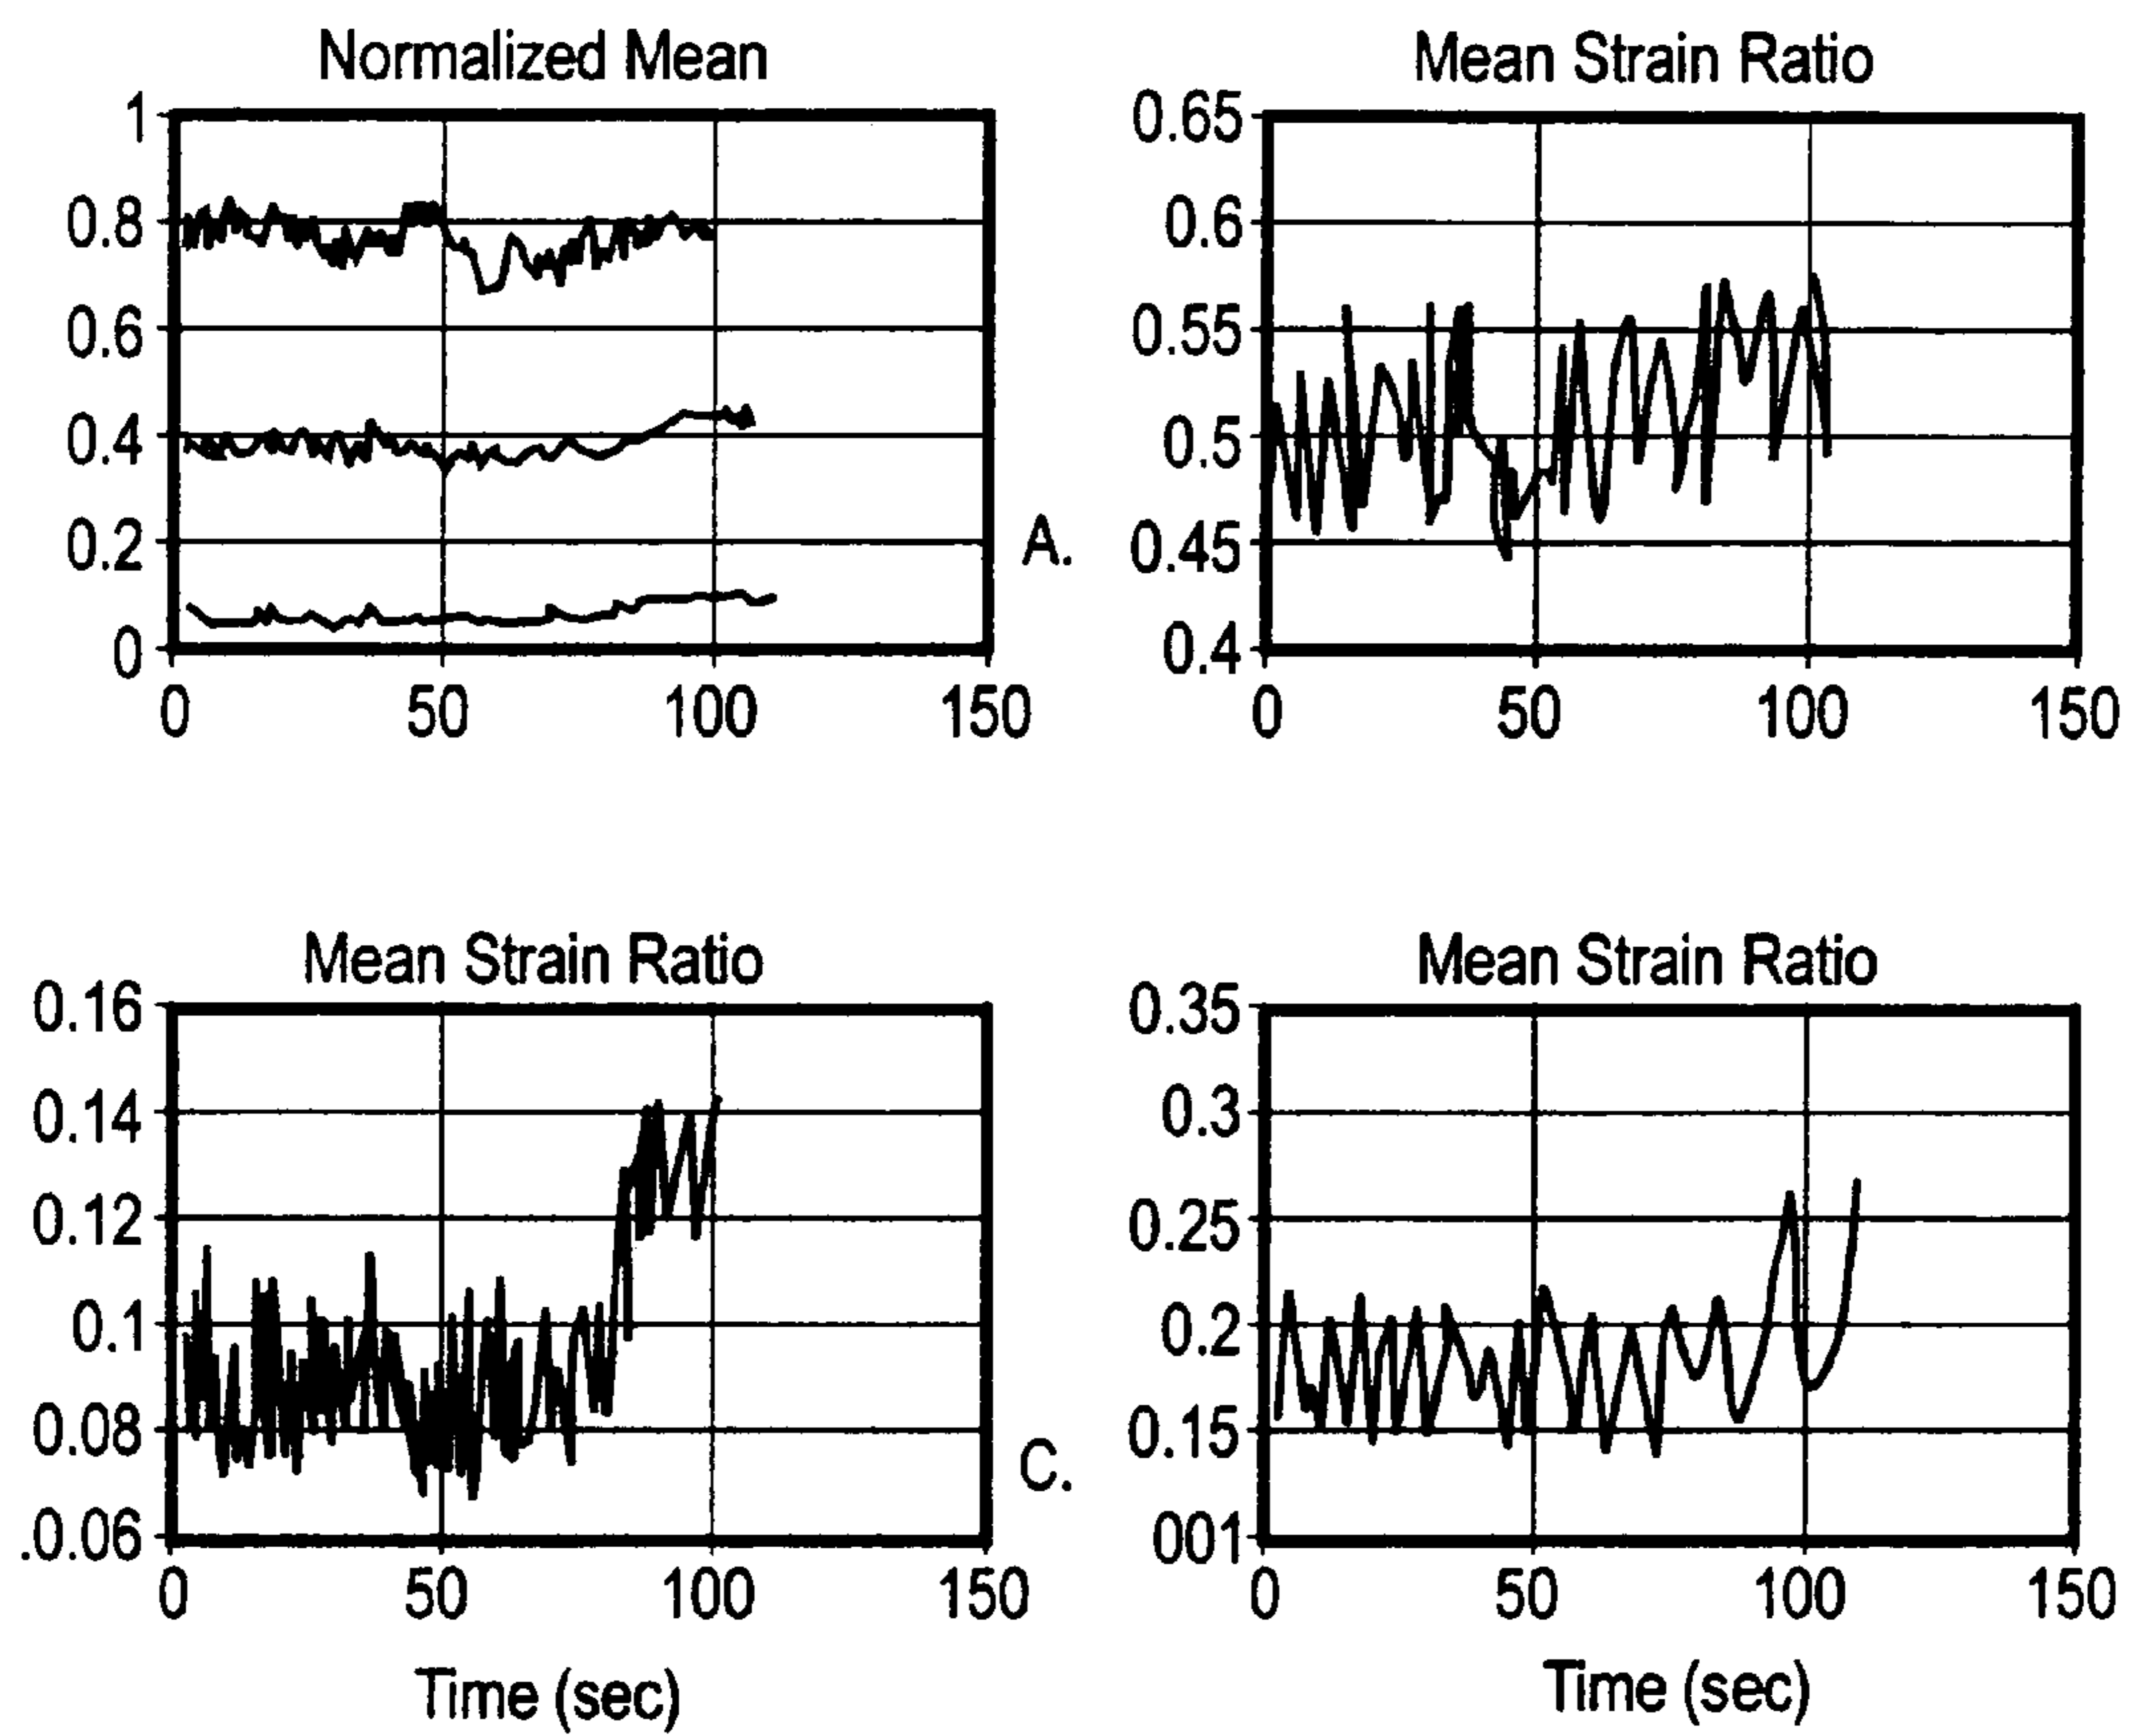 Normalized Mean
1
0.8
0.6
0.4
0.2
0
0 50 100 150
A.
Mean Strain Ratio
0.65
0.6
0.55
0.5
0.45
0.4
0 50 100 150
Mean Strain Ratio
0.16
0.14
0.12
0.1
0.08
.0.06
0 50 100 150
Time (sec)
C.
Mean Strain Ratio
0.35
0.3
0.25
0.2
0.15
001
0 50 100 150
Time (sec)